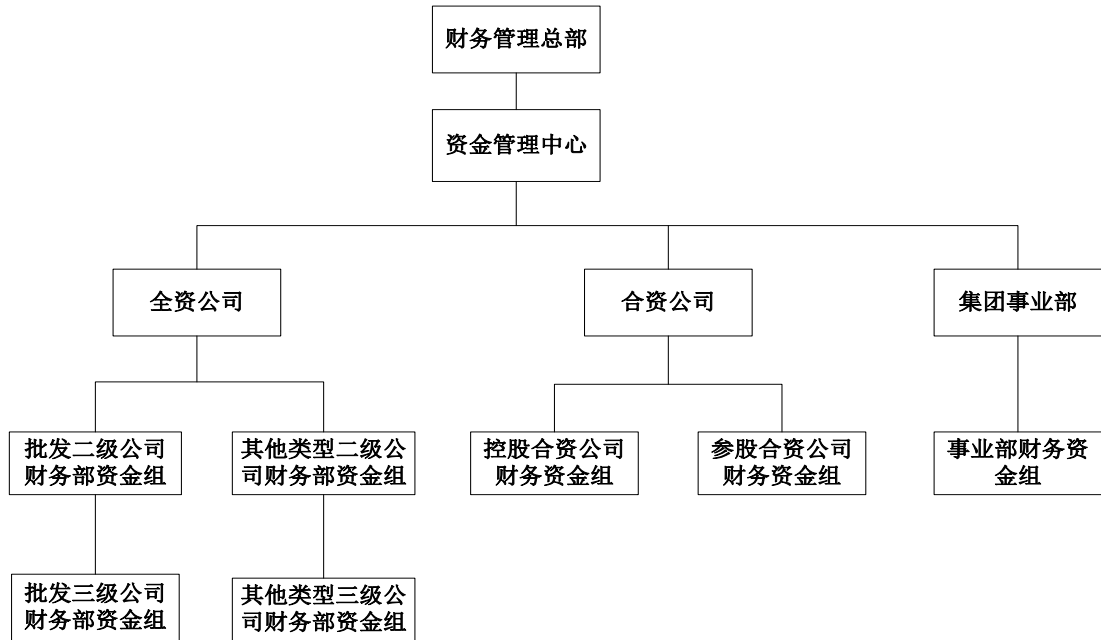 财务管理总部
资金管理中心
全资公司
合资公司
集团事业部
批发二级公司
财务部资金组
其他类型二级公
司财务部资金组
控股合资公司
财务资金组
参股合资公司
财务资金组
事业部财务资
金组
批发三级公司
财务部资金组
其他类型三级公
司财务部资金组